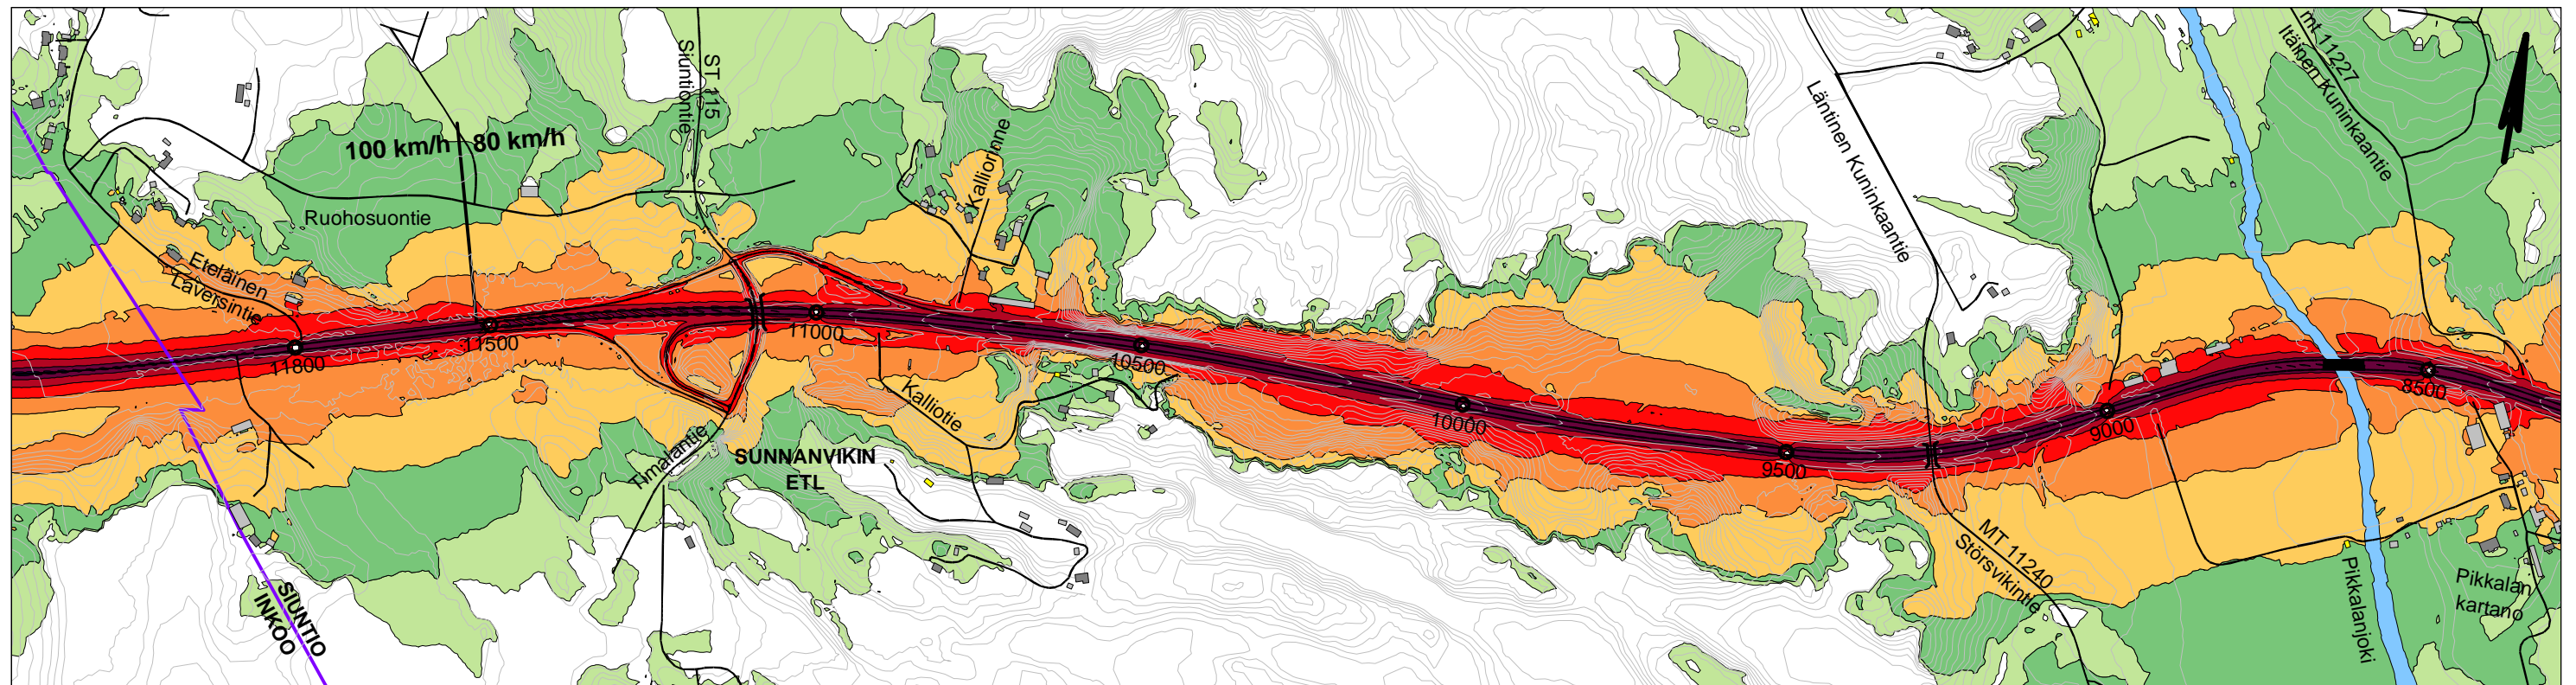 100 km/h
80 km/h
ST 115
Siuntiontie
Kalliorinne
Läntinen Kuninkaantie
mt 11227
Itäinen Kuninkaantie
Ruohosuontie
Eteläinen
Laversintie
11800
11500
11000
10500
10000
9500
9000
8500
Kalliotie
Timalantie
SUNNANVIKIN
ETL
MT 11240
Störsvikintie
Pikkalanjoki
Pikkalan
kartano
SIUNTIO
INKOO